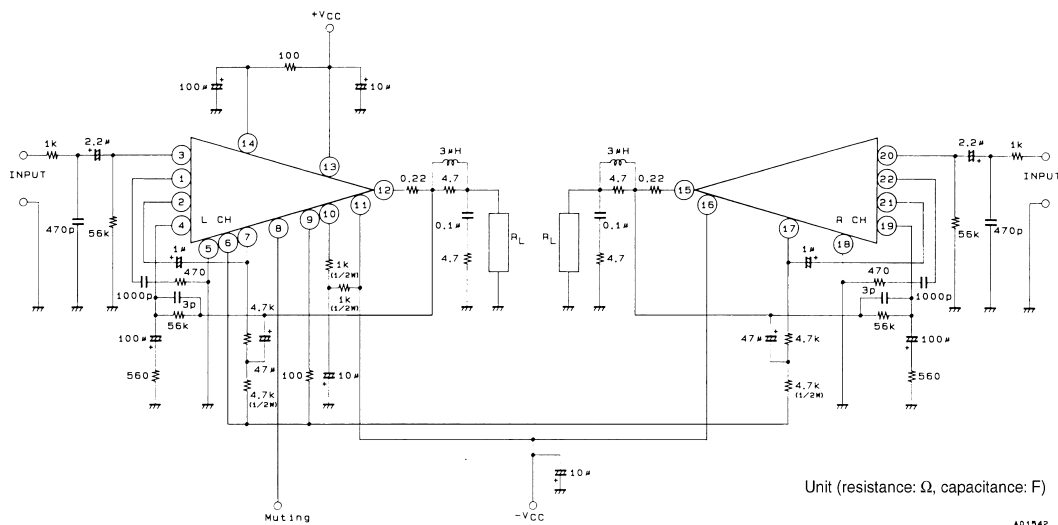 +VCC
100
100µ
+
+
10µ
14
13
1k
2,2µ
+
3
INPUT
1
2
4
470p
56k
L CH
5
6
7
8
9
10
11
12
0,22
3µH
4,7
0,1µ
4,7
RL
1µ
+
470
1000p
3p
56k
100µ
+
560
4,7k
+
47µ
4,7k
(1/2W)
100
1k
(1/2W)
1k
(1/2W)
10µ
+
Muting
3µH
4,7
0,22
15
16
0,1µ
4,7
RL
17
18
R CH
20
22
21
19
2,2µ
+
1k
INPUT
56k
470p
1µ
+
470
3p
1000p
56k
47µ
+
4,7k
4,7k
(1/2W)
100µ
+
560
-VCC
10µ
+
Unit (resistance: Ω, capacitance: F)
A01542